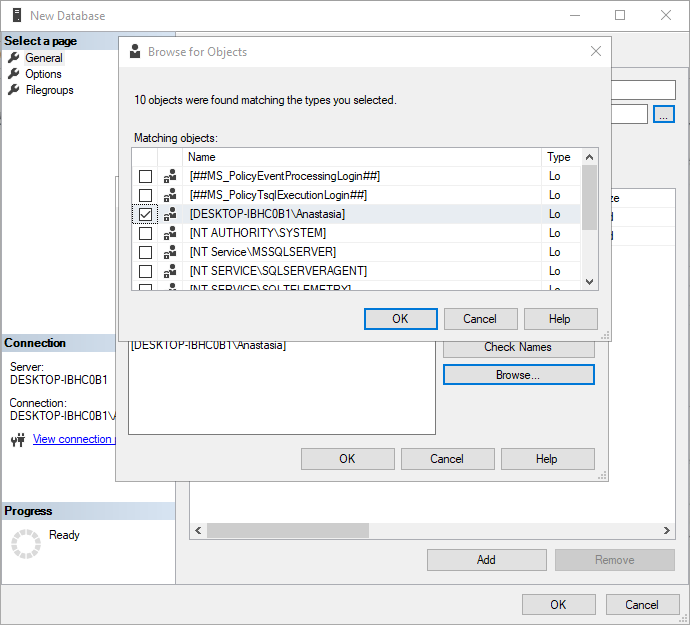 New Database
Select a page
General
Options
Filegroups
Browse for Objects
10 objects were found matching the types you selected.
Matching objects:
Name Type
[##MS_PolicyEventProcessingLogin##] Lo
[##MS_PolicyTsqlExecutionLogin##] Lo
[DESKTOP-IBHC0B1\Anastasia] Lo
[NT AUTHORITY\SYSTEM] Lo
[NT Service\MSSQLSERVER] Lo
[NT SERVICE\SQLSERVERAGENT] Lo
[NT SERVICE\SQLTELEMETRY] Lo
OK Cancel Help
...
ze
[DESKTOP-IBHC0B1\Anastasia]
Check Names
Browse...
OK Cancel Help
Connection
Server:
DESKTOP-IBHC0B1
Connection:
DESKTOP-IBHC0B1\A
View connection
Progress
Ready
Add Remove
OK Cancel